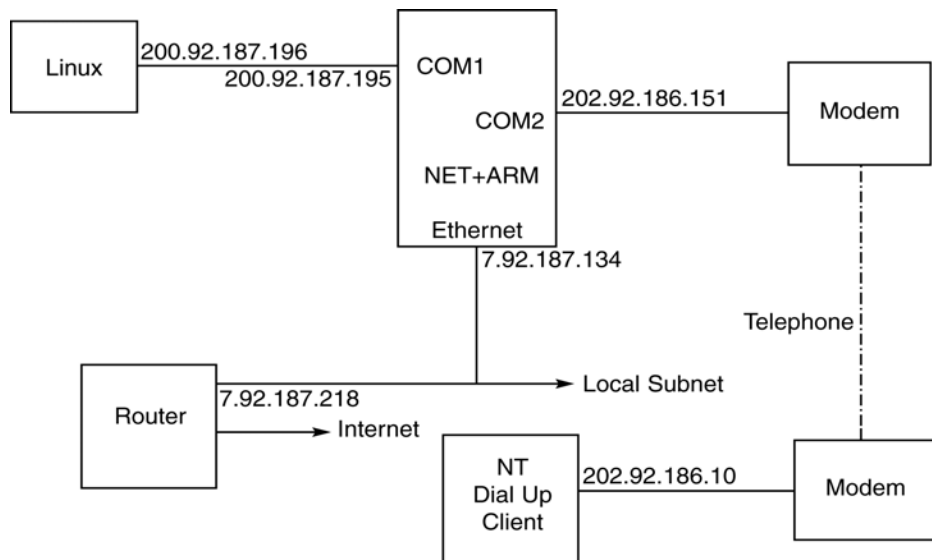 Linux
200.92.187.196
200.92.187.195
COM1
COM2
NET+ARM
Ethernet
202.92.186.151
Modem
7.92.187.134
Telephone
Local Subnet
Router
7.92.187.218
Internet
NT
Dial Up
Client
202.92.186.10
Modem